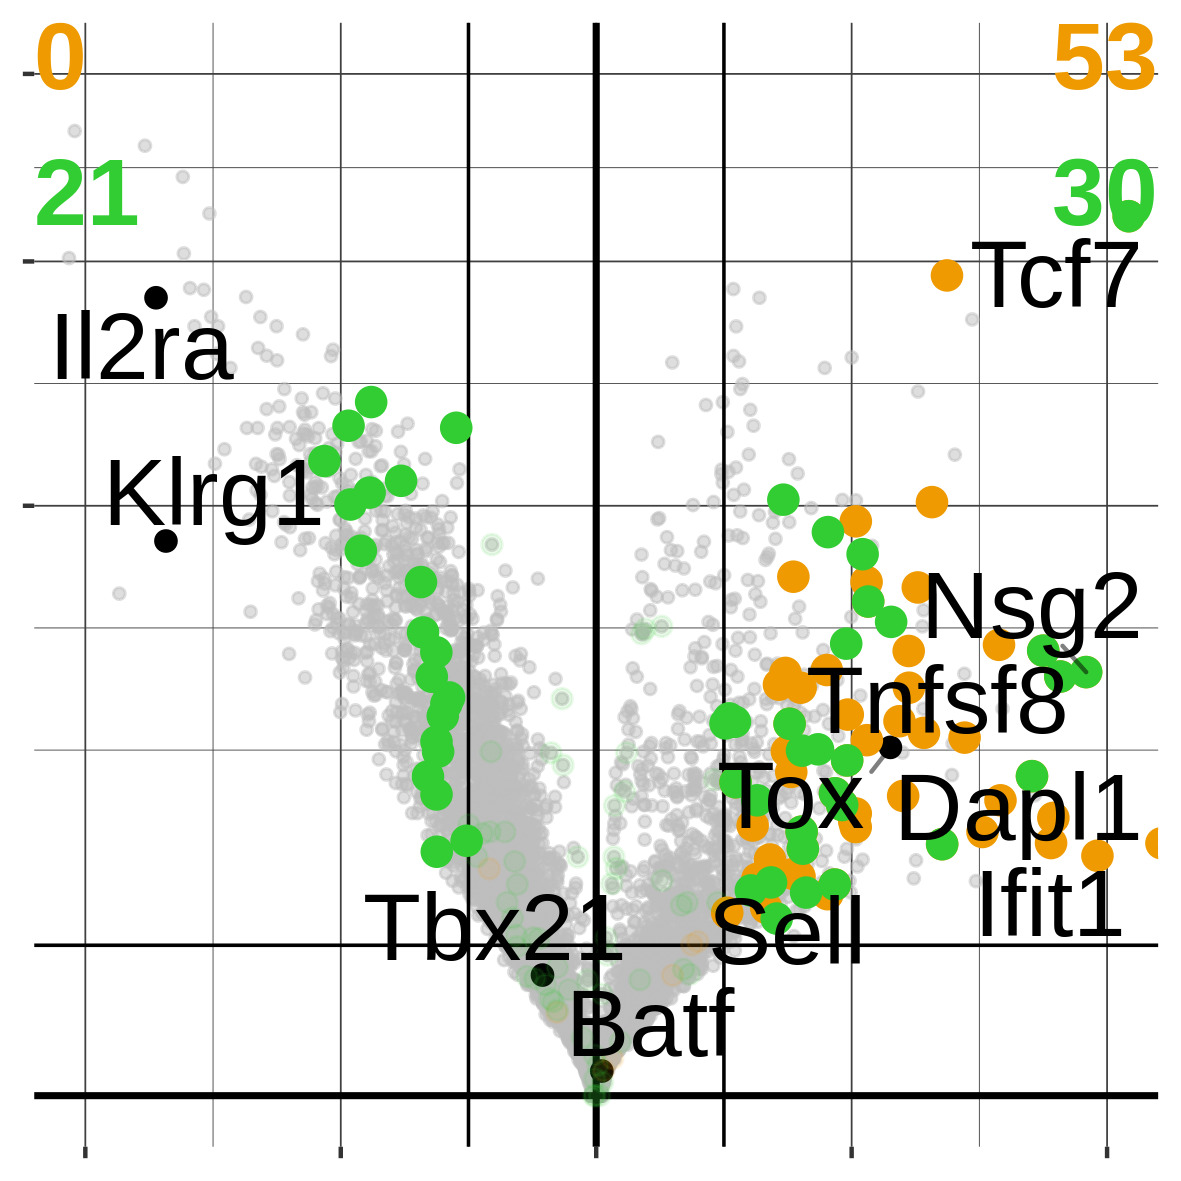 0 53
21 30
Tcf7
Il2ra
Klrg1
Nsg2
Tnfsf8
Tox Dapl1
Ifit1
Tbx21 Sell
Batf